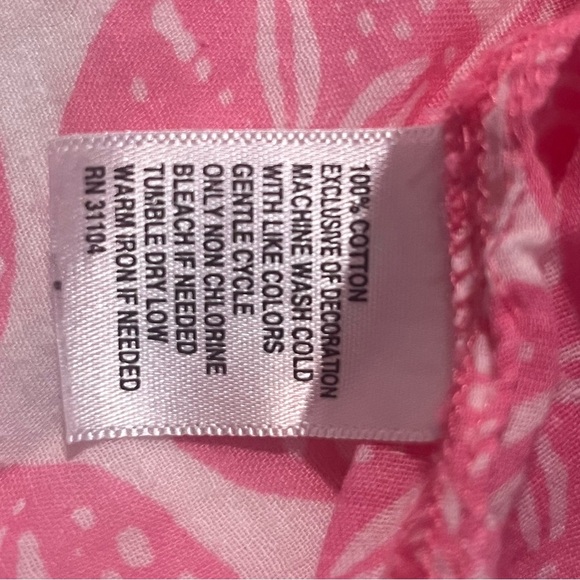 100% COTTON
EXCLUSIVE OF DECORATION
MACHINE WASH COLD
WITH LIKE COLORS
GENTLE CYCLE
ONLY NON CHLORINE
BLEACH IF NEEDED
TUMBLE DRY LOW
WARM IRON IF NEEDED
RN 31104